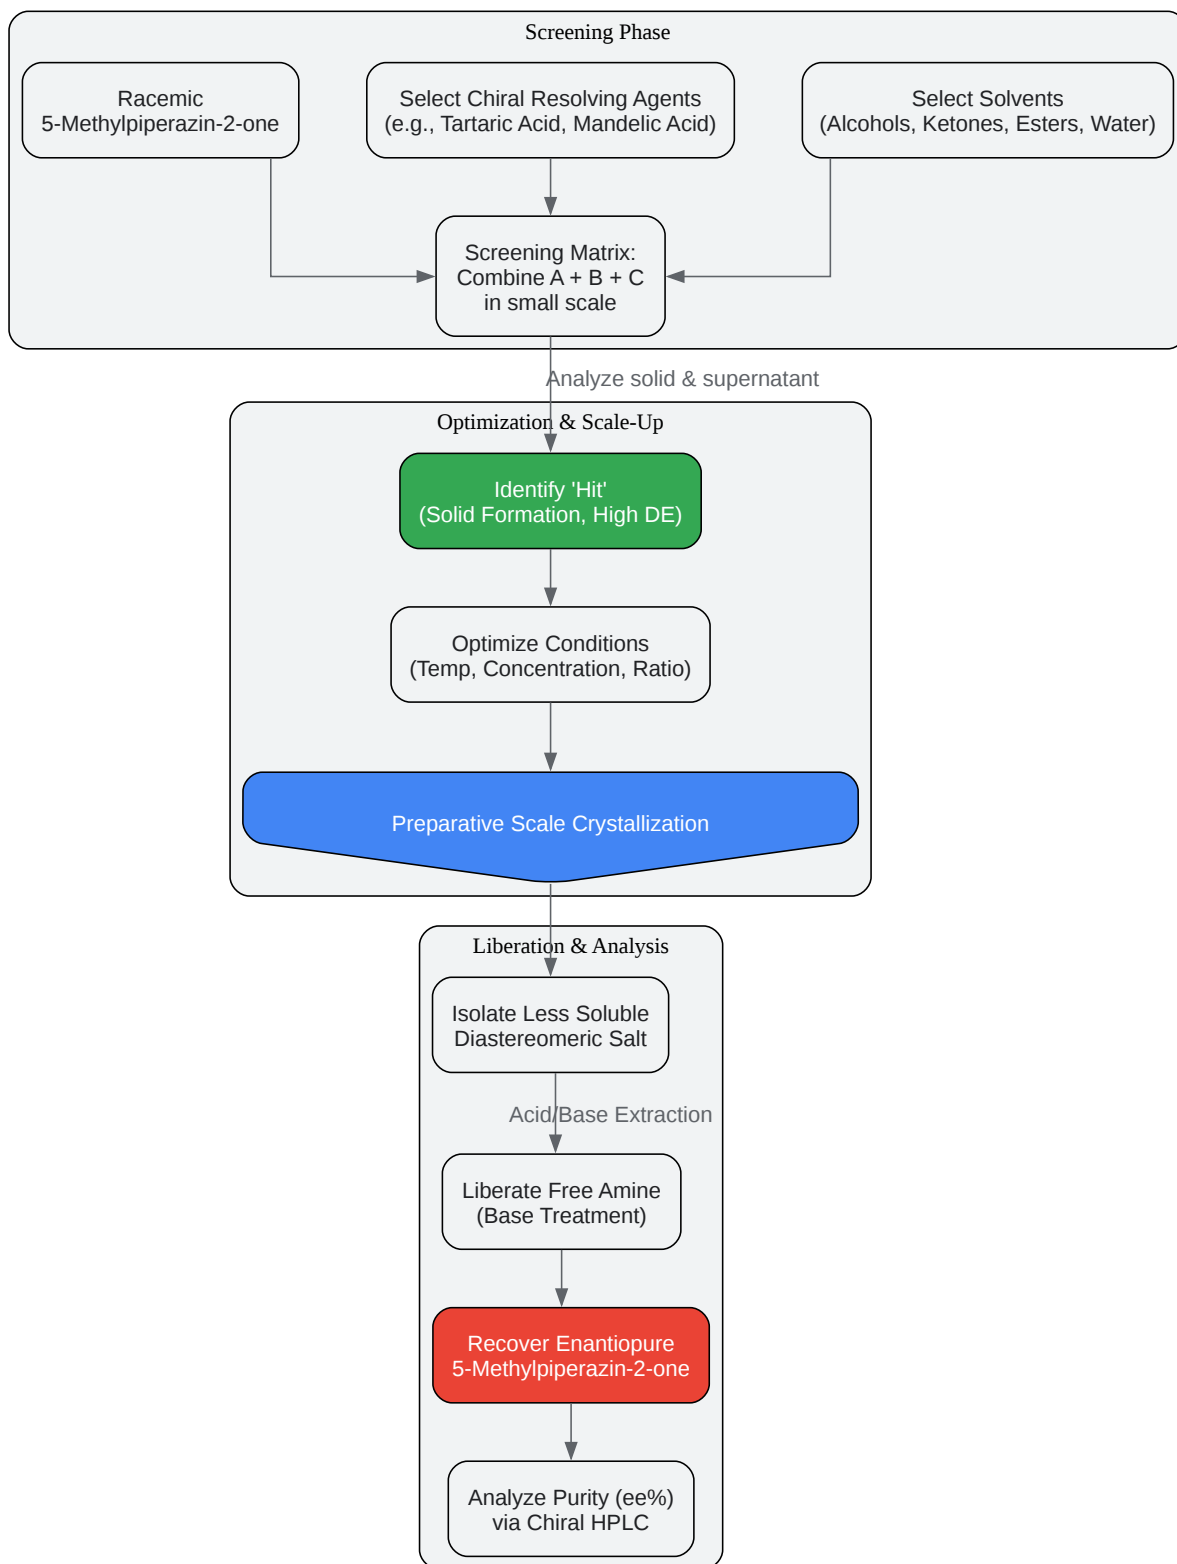 Screening Phase
Racemic
5-Methylpiperazin-2-one
Select Chiral Resolving Agents
(e.g., Tartaric Acid, Mandelic Acid)
Select Solvents
(Alcohols, Ketones, Esters, Water)
Screening Matrix:
Combine A + B + C
in small scale
Analyze solid & supernatant
Optimization & Scale-Up
Identify 'Hit'
(Solid Formation, High DE)
Optimize Conditions
(Temp, Concentration, Ratio)
Preparative Scale Crystallization
Liberation & Analysis
Isolate Less Soluble
Diastereomeric Salt
Acid/Base Extraction
Liberate Free Amine
(Base Treatment)
Recover Enantiopure
5-Methylpiperazin-2-one
Analyze Purity (ee%)
via Chiral HPLC